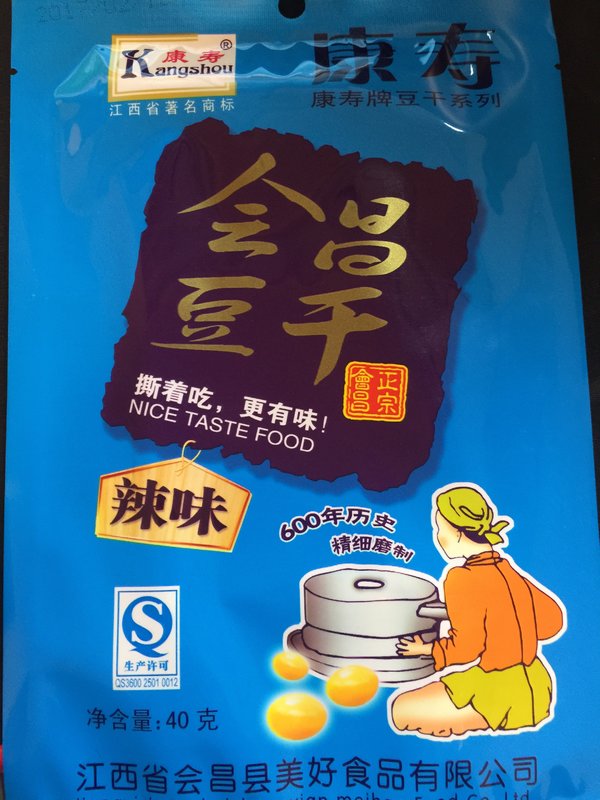 康寿®
Kangshou
江西省著名商标
康寿
康寿牌豆干系列
会昌
豆干
正宗
會昌
撕着吃，更有味！
NICE TASTE FOOD
辣味
600年历史
精细磨制
S
生产许可
QS3600 2501 0012
净含量: 40 克
江西省会昌县美好食品有限公司